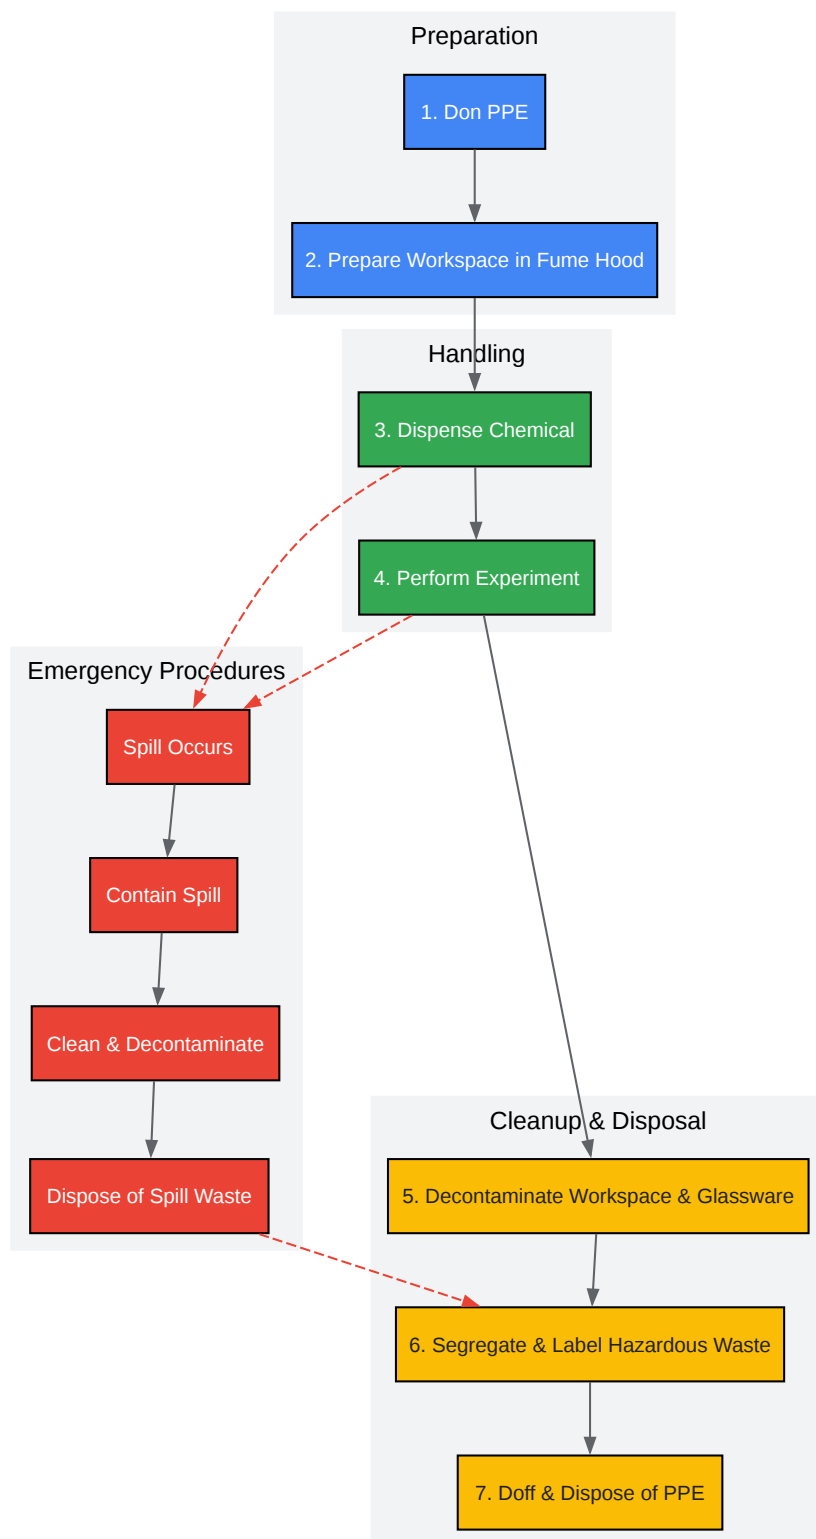 Preparation
1. Don PPE
2. Prepare Workspace in Fume Hood
Handling
3. Dispense Chemical
4. Perform Experiment
Emergency Procedures
Spill Occurs
Contain Spill
Clean & Decontaminate
Dispose of Spill Waste
Cleanup & Disposal
5. Decontaminate Workspace & Glassware
6. Segregate & Label Hazardous Waste
7. Doff & Dispose of PPE